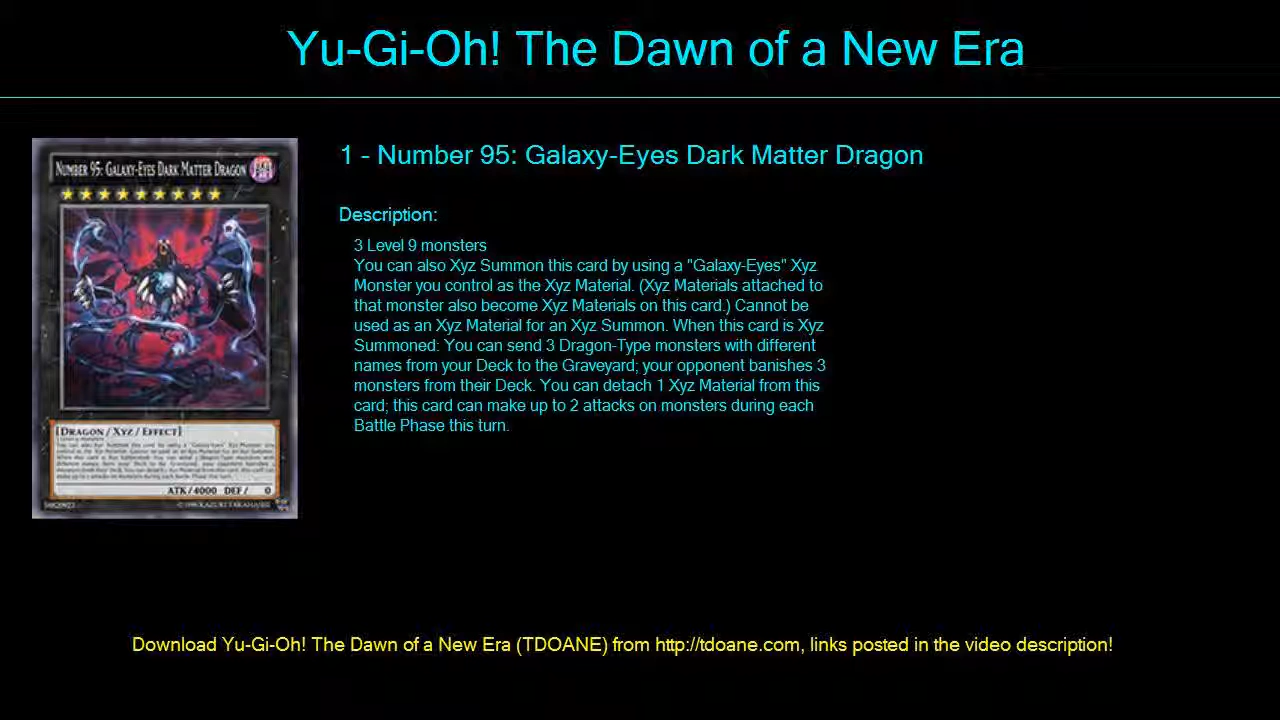 Yu-Gi-Oh! The Dawn of a New Era
NUMBER 95: GALAXY-EYES DARK MATTER DRAGON
1 - Number 95: Galaxy-Eyes Dark Matter Dragon
Description:
3 Level 9 monsters
You can also Xyz Summon this card by using a "Galaxy-Eyes" Xyz
Monster you control as the Xyz Material. (Xyz Materials attached to
that monster also become Xyz Materials on this card.) Cannot be
used as an Xyz Material for an Xyz Summon. When this card is Xyz
Summoned: You can send 3 Dragon-Type monsters with different
names from your Deck to the Graveyard; your opponent banishes 3
monsters from their Deck. You can detach 1 Xyz Material from this
card; this card can make up to 2 attacks on monsters during each
Battle Phase this turn.
[DRAGON / XYZ / EFFECT]
ATK/4000 DEF/ 0
Download Yu-Gi-Oh! The Dawn of a New Era (TDOANE) from http://tdoane.com, links posted in the video description!